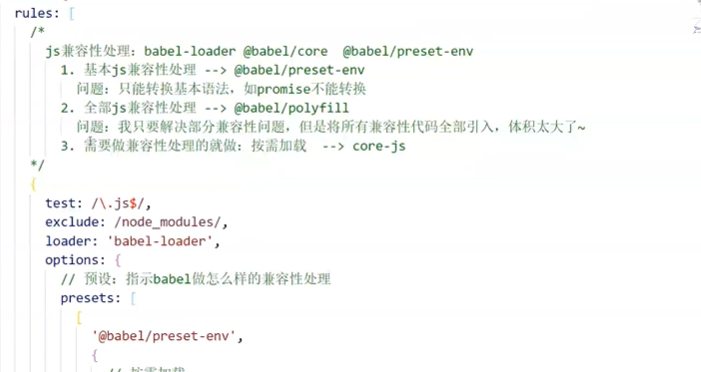 rules: [
/*
js兼容性处理：babel-loader @babel/core @babel/preset-env
1. 基本js兼容性处理 --> @babel/preset-env
问题：只能转换基本语法，如promise不能转换
2. 全部js兼容性处理 --> @babel/polyfill
问题：我只要解决部分兼容性问题，但是将所有兼容性代码全部引入，体积太大了~
3. 需要做兼容性处理的就做：按需加载 --> core-js
*/
{
test: /\.js$/,
exclude: /node_modules/,
loader: 'babel-loader',
options: {
// 预设：指示babel做怎么样的兼容性处理
presets: [
[
'@babel/preset-env',
{
// 按需加载